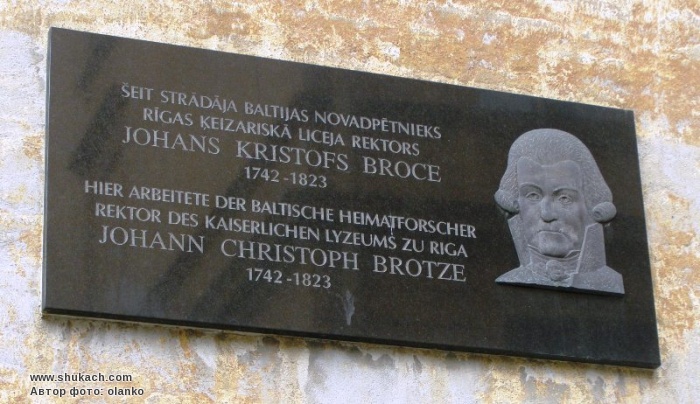 ŠEIT STRĀDĀJA BALTIJAS NOVADPĒTNIEKS
RĪGAS ĶEIZARISKĀ LICEJA REKTORS
JOHANS KRISTOFS BROCE
1742-1823
HIER ARBEITETE DER BALTISCHE HEIMATFORSCHER
REKTOR DES KAISERLICHEN LYZEUMS ZU RIGA
JOHANN CHRISTOPH BROTZE
1742-1823
www.shukach.com
Автор фото: olanko